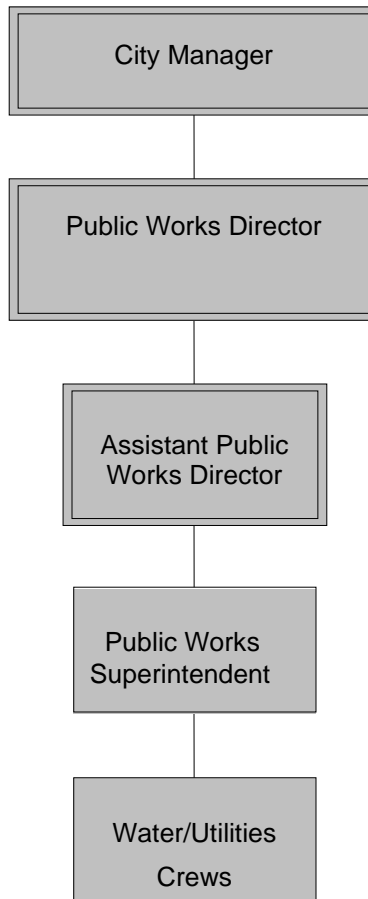 City Manager
Public Works Director
Assistant Public
Works Director
Public Works
Superintendent
Water/Utilities
Crews